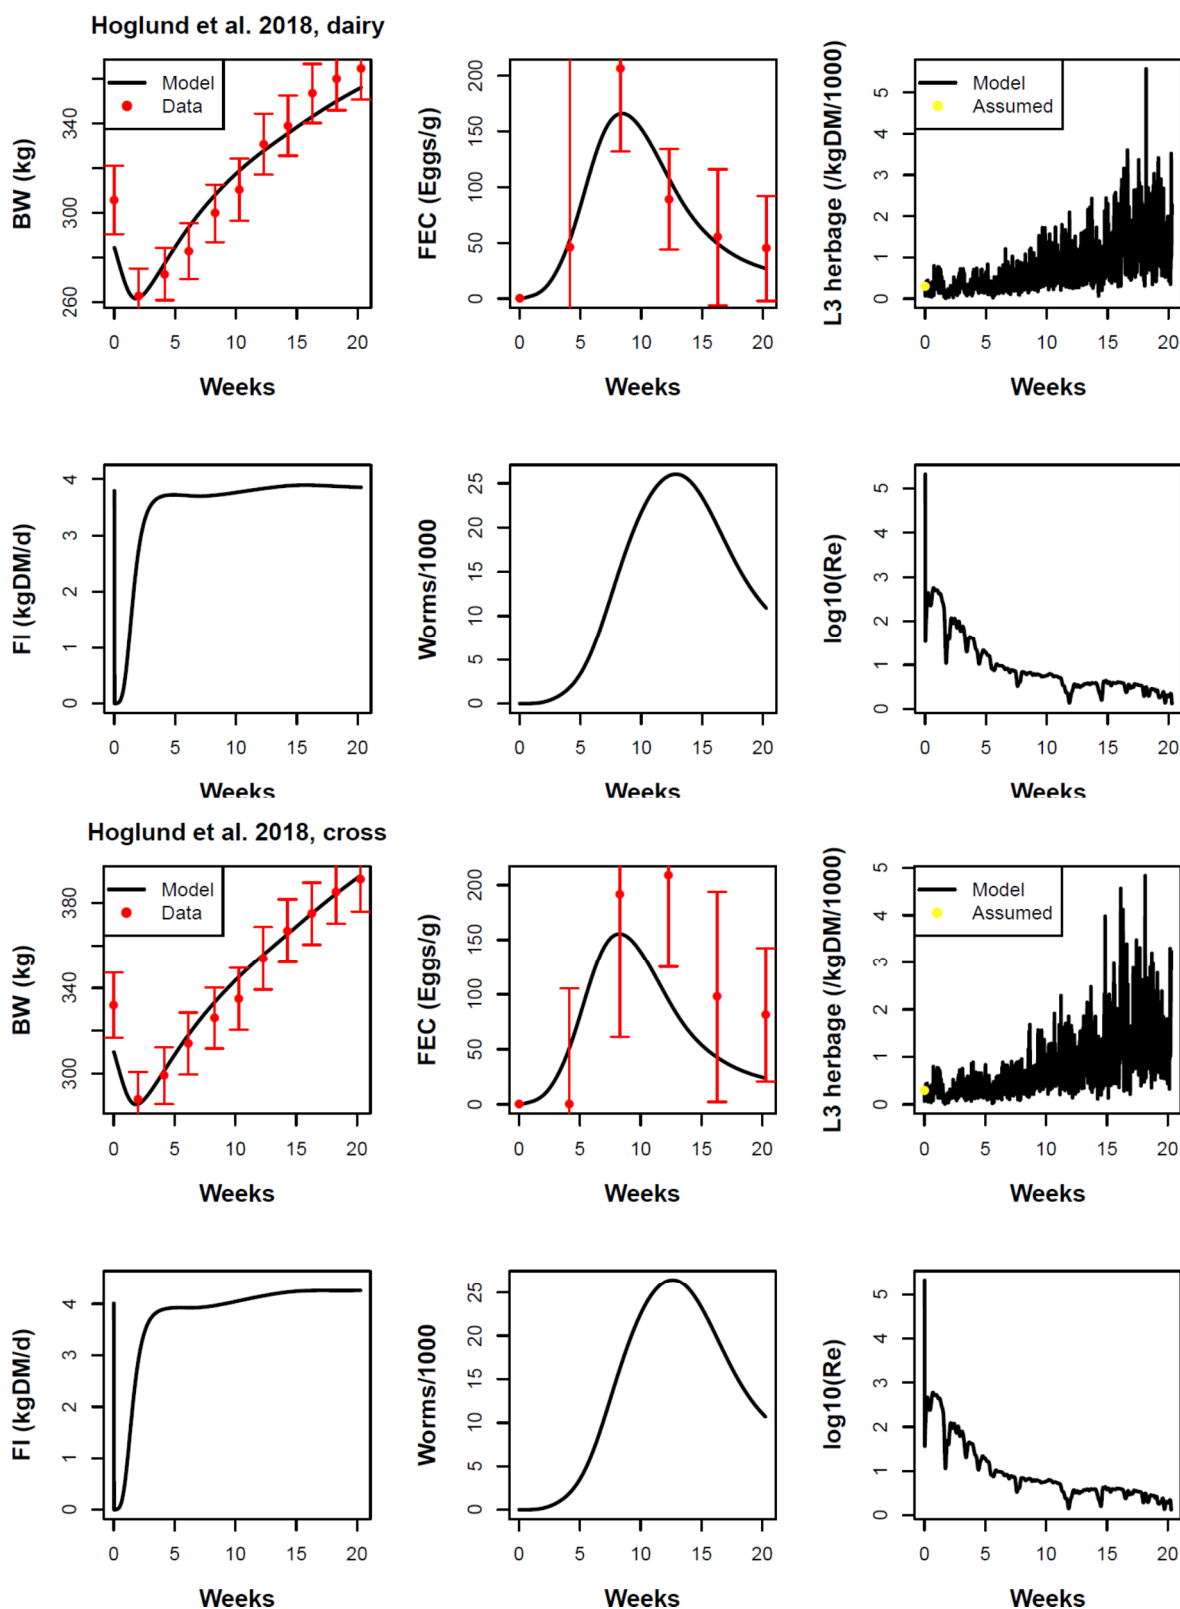 Hoglund et al. 2018, dairy
BW (kg)
260 300 340
Model
Data
0 5 10 15 20
Weeks
FEC (Eggs/g)
0 50 100 150 200
0 5 10 15 20
Weeks
L3 herbage (/kgDM/1000)
0 1 2 3 4 5
Model
Assumed
0 5 10 15 20
Weeks
FI (kgDM/d)
0 1 2 3 4
0 5 10 15 20
Weeks
Worms/1000
0 5 10 15 20 25
0 5 10 15 20
Weeks
log10(Re)
0 1 2 3 4 5
0 5 10 15 20
Weeks
Hoglund et al. 2018, cross
BW (kg)
300 340 380
Model
Data
0 5 10 15 20
Weeks
FEC (Eggs/g)
0 50 100 150 200
0 5 10 15 20
Weeks
L3 herbage (/kgDM/1000)
0 1 2 3 4 5
Model
Assumed
0 5 10 15 20
Weeks
FI (kgDM/d)
0 1 2 3 4
0 5 10 15 20
Weeks
Worms/1000
0 5 10 15 20 25
0 5 10 15 20
Weeks
log10(Re)
0 1 2 3 4 5
0 5 10 15 20
Weeks